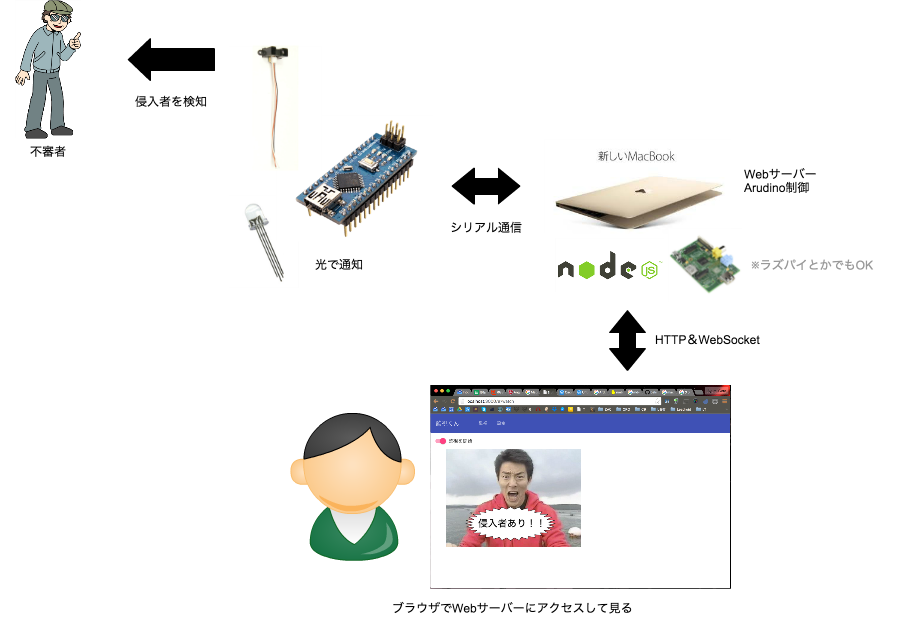 侵入者を検知
不審者
新しいMacBook
Webサーバー
Arudino制御
シリアル通信
光で通知
node
JS
※ラズパイとかでもOK
HTTP＆WebSocket
侵入者あり！！
ブラウザでWebサーバーにアクセスして見る